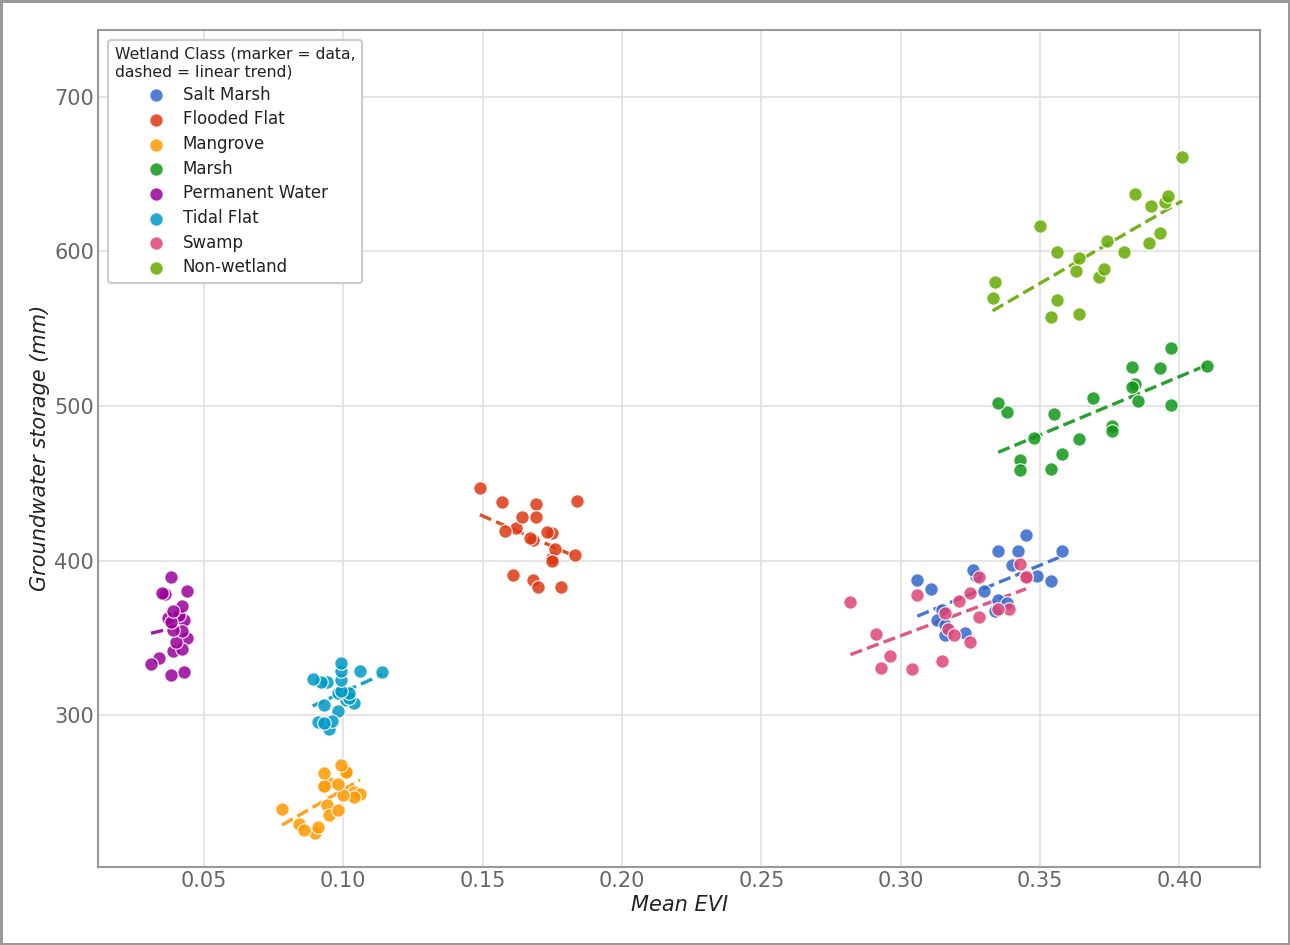 Wetland Class (marker = data,
dashed = linear trend)
Salt Marsh
Flooded Flat
Mangrove
Marsh
Permanent Water
Tidal Flat
Swamp
Non-wetland
Groundwater storage (mm)
700
600
500
400
300
0.05 0.10 0.15 0.20 0.25 0.30 0.35 0.40
Mean EVI